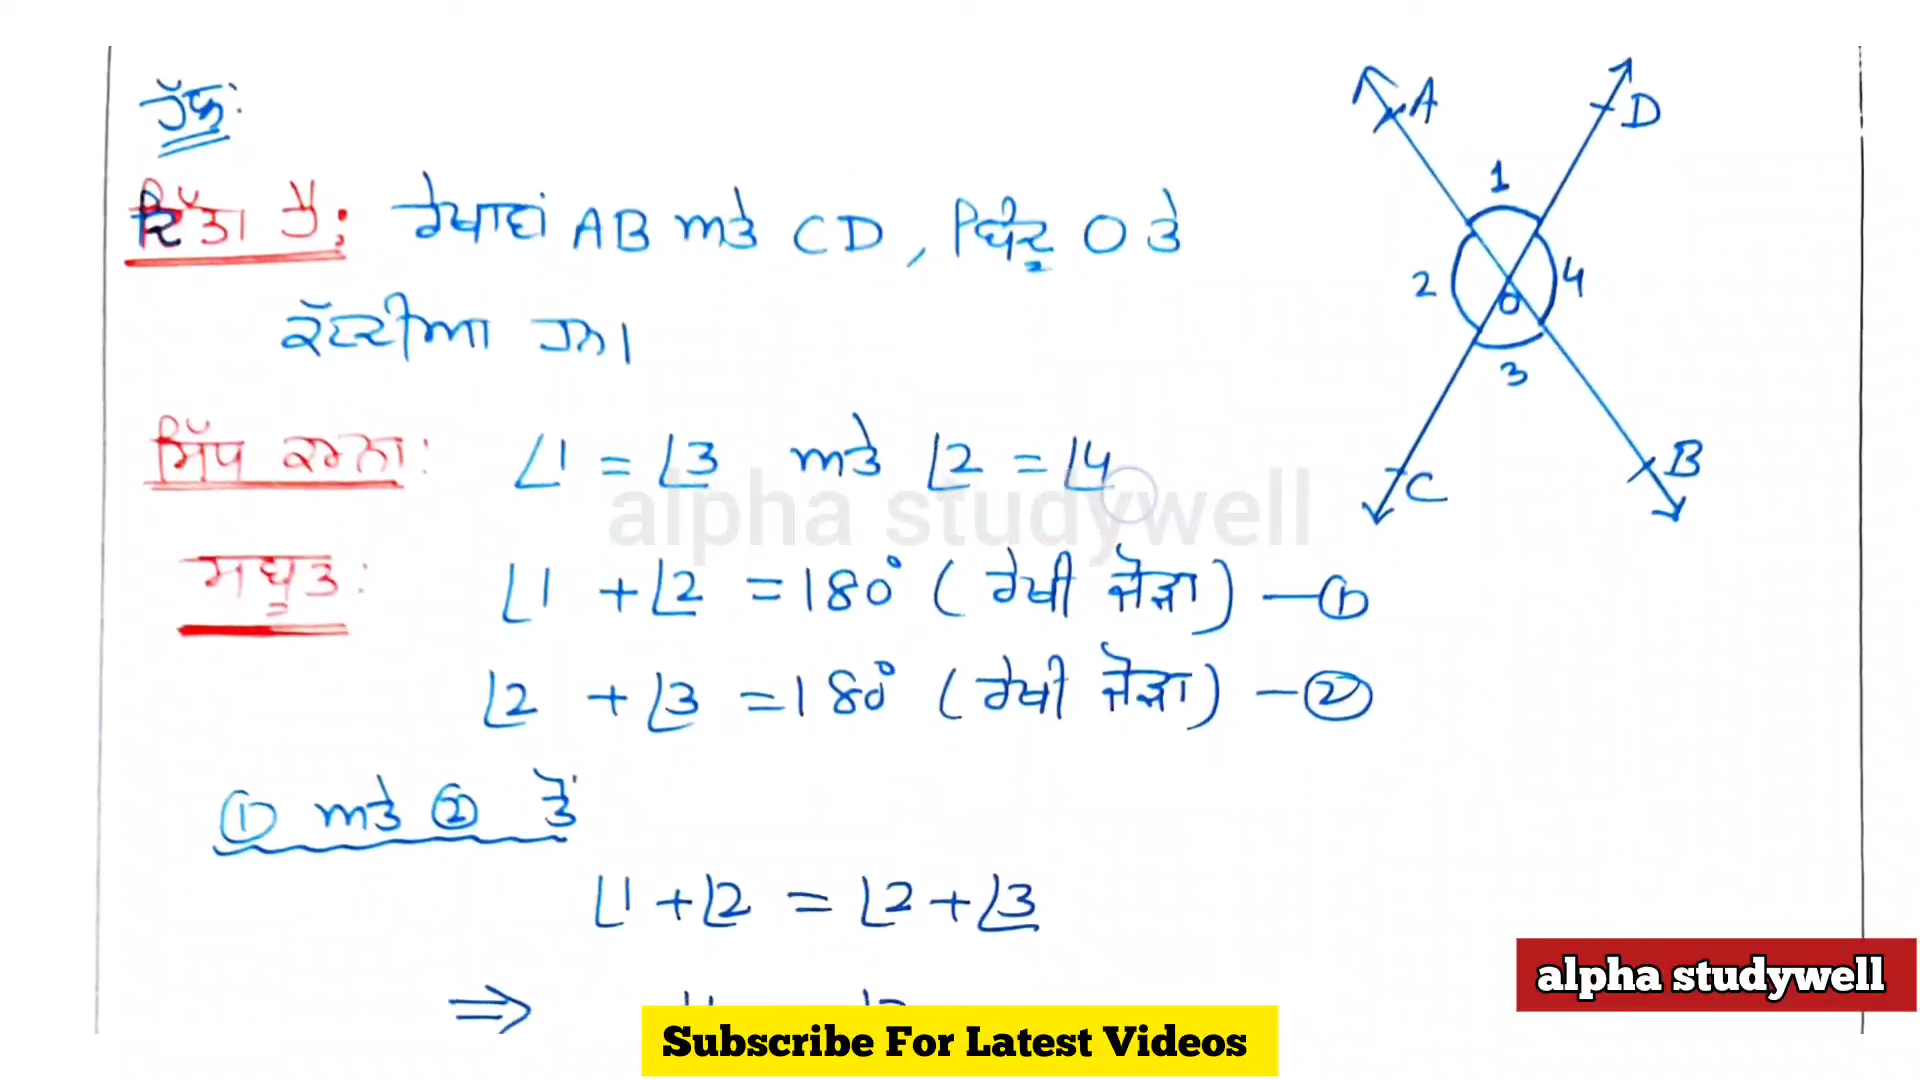 ਹੱਲ:
ਦਿੱਤਾ ਹੈ: ਰੇਖਾਵਾਂ AB ਅਤੇ CD, ਬਿੰਦੂ O ਤੇ
ਕੱਟਦੀਆ ਹਨ।
ਸਿੱਧ ਕਰਨਾ: ∠1 = ∠3 ਅਤੇ ∠2 = ∠4
alpha studywell
ਸਬੂਤ: ∠1 + ∠2 = 180° (ਰੇਖੀ ਜੋੜਾ) — ①
∠2 + ∠3 = 180° (ਰੇਖੀ ਜੋੜਾ) — ②
① ਅਤੇ ② ਤੋਂ
∠1 + ∠2 = ∠2 + ∠3
⇒
A
D
1
2
4
O
3
C
B
alpha studywell
Subscribe For Latest Videos